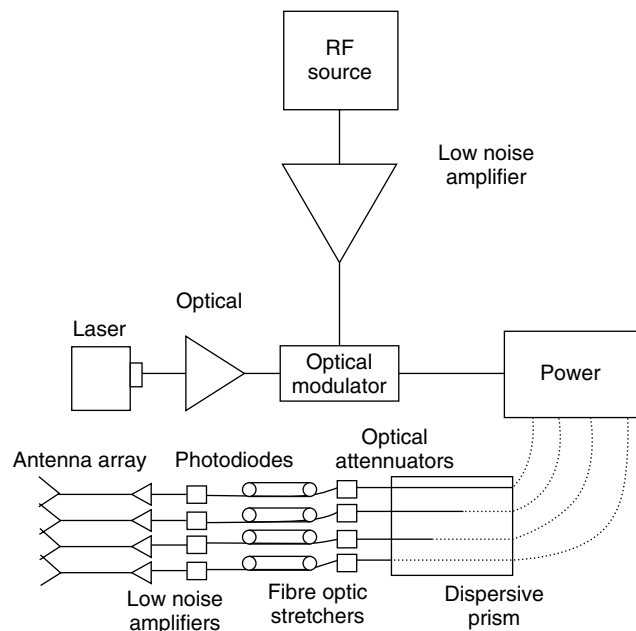 RF
source
Low noise
amplifier
Optical
Laser
Optical
modulator
Power
Optical
attennuators
Antenna array
Photodiodes
Low noise
amplifiers
Fibre optic
stretchers
Dispersive
prism